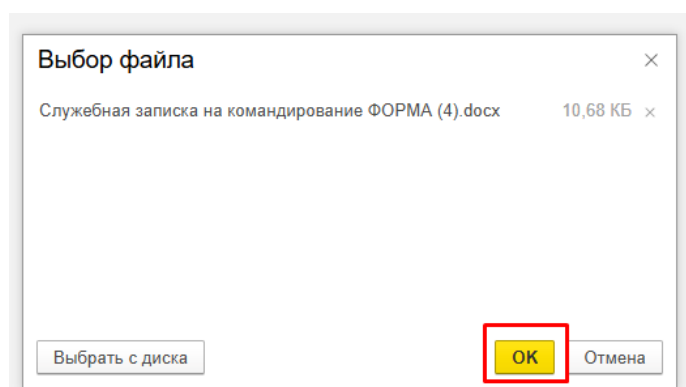 Выбор файла
Служебная записка на командирование ФОРМА (4).docx 10,68 КБ
Выбрать с диска ОК Отмена